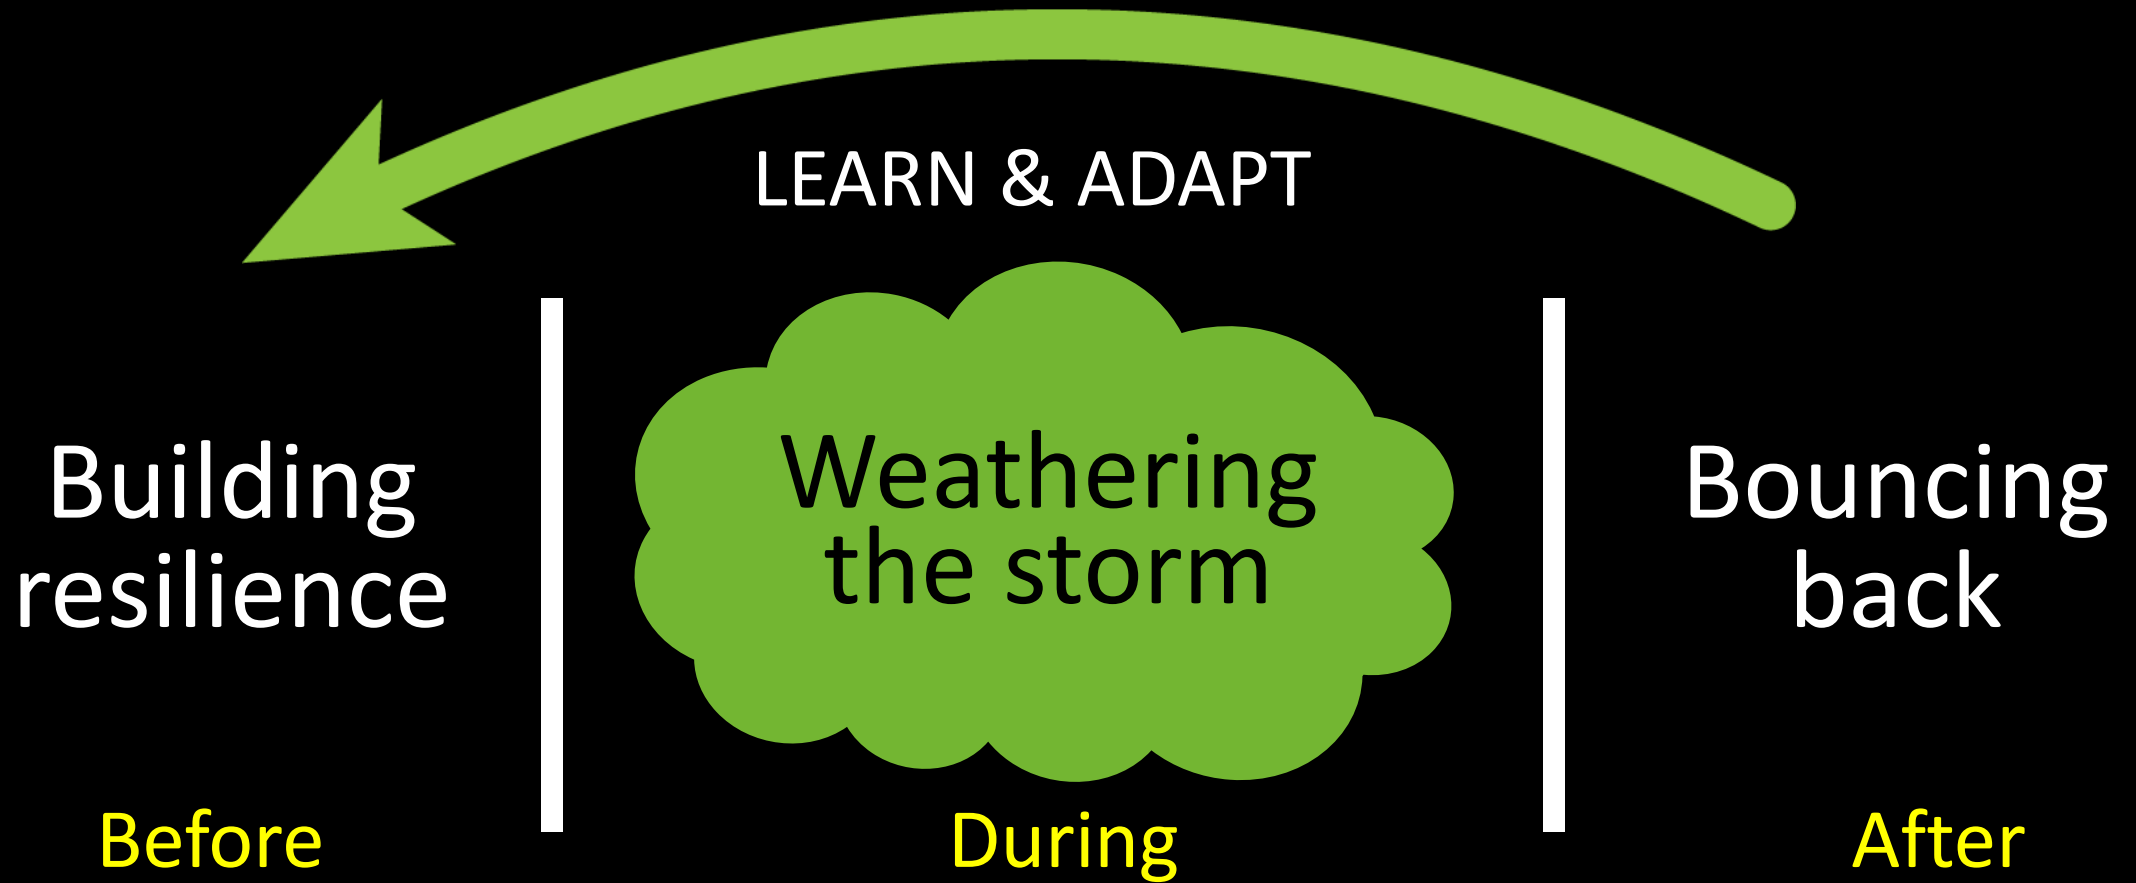 LEARN & ADAPT
Building
resilience
Weathering
the storm
Bouncing
back
Before
During
After